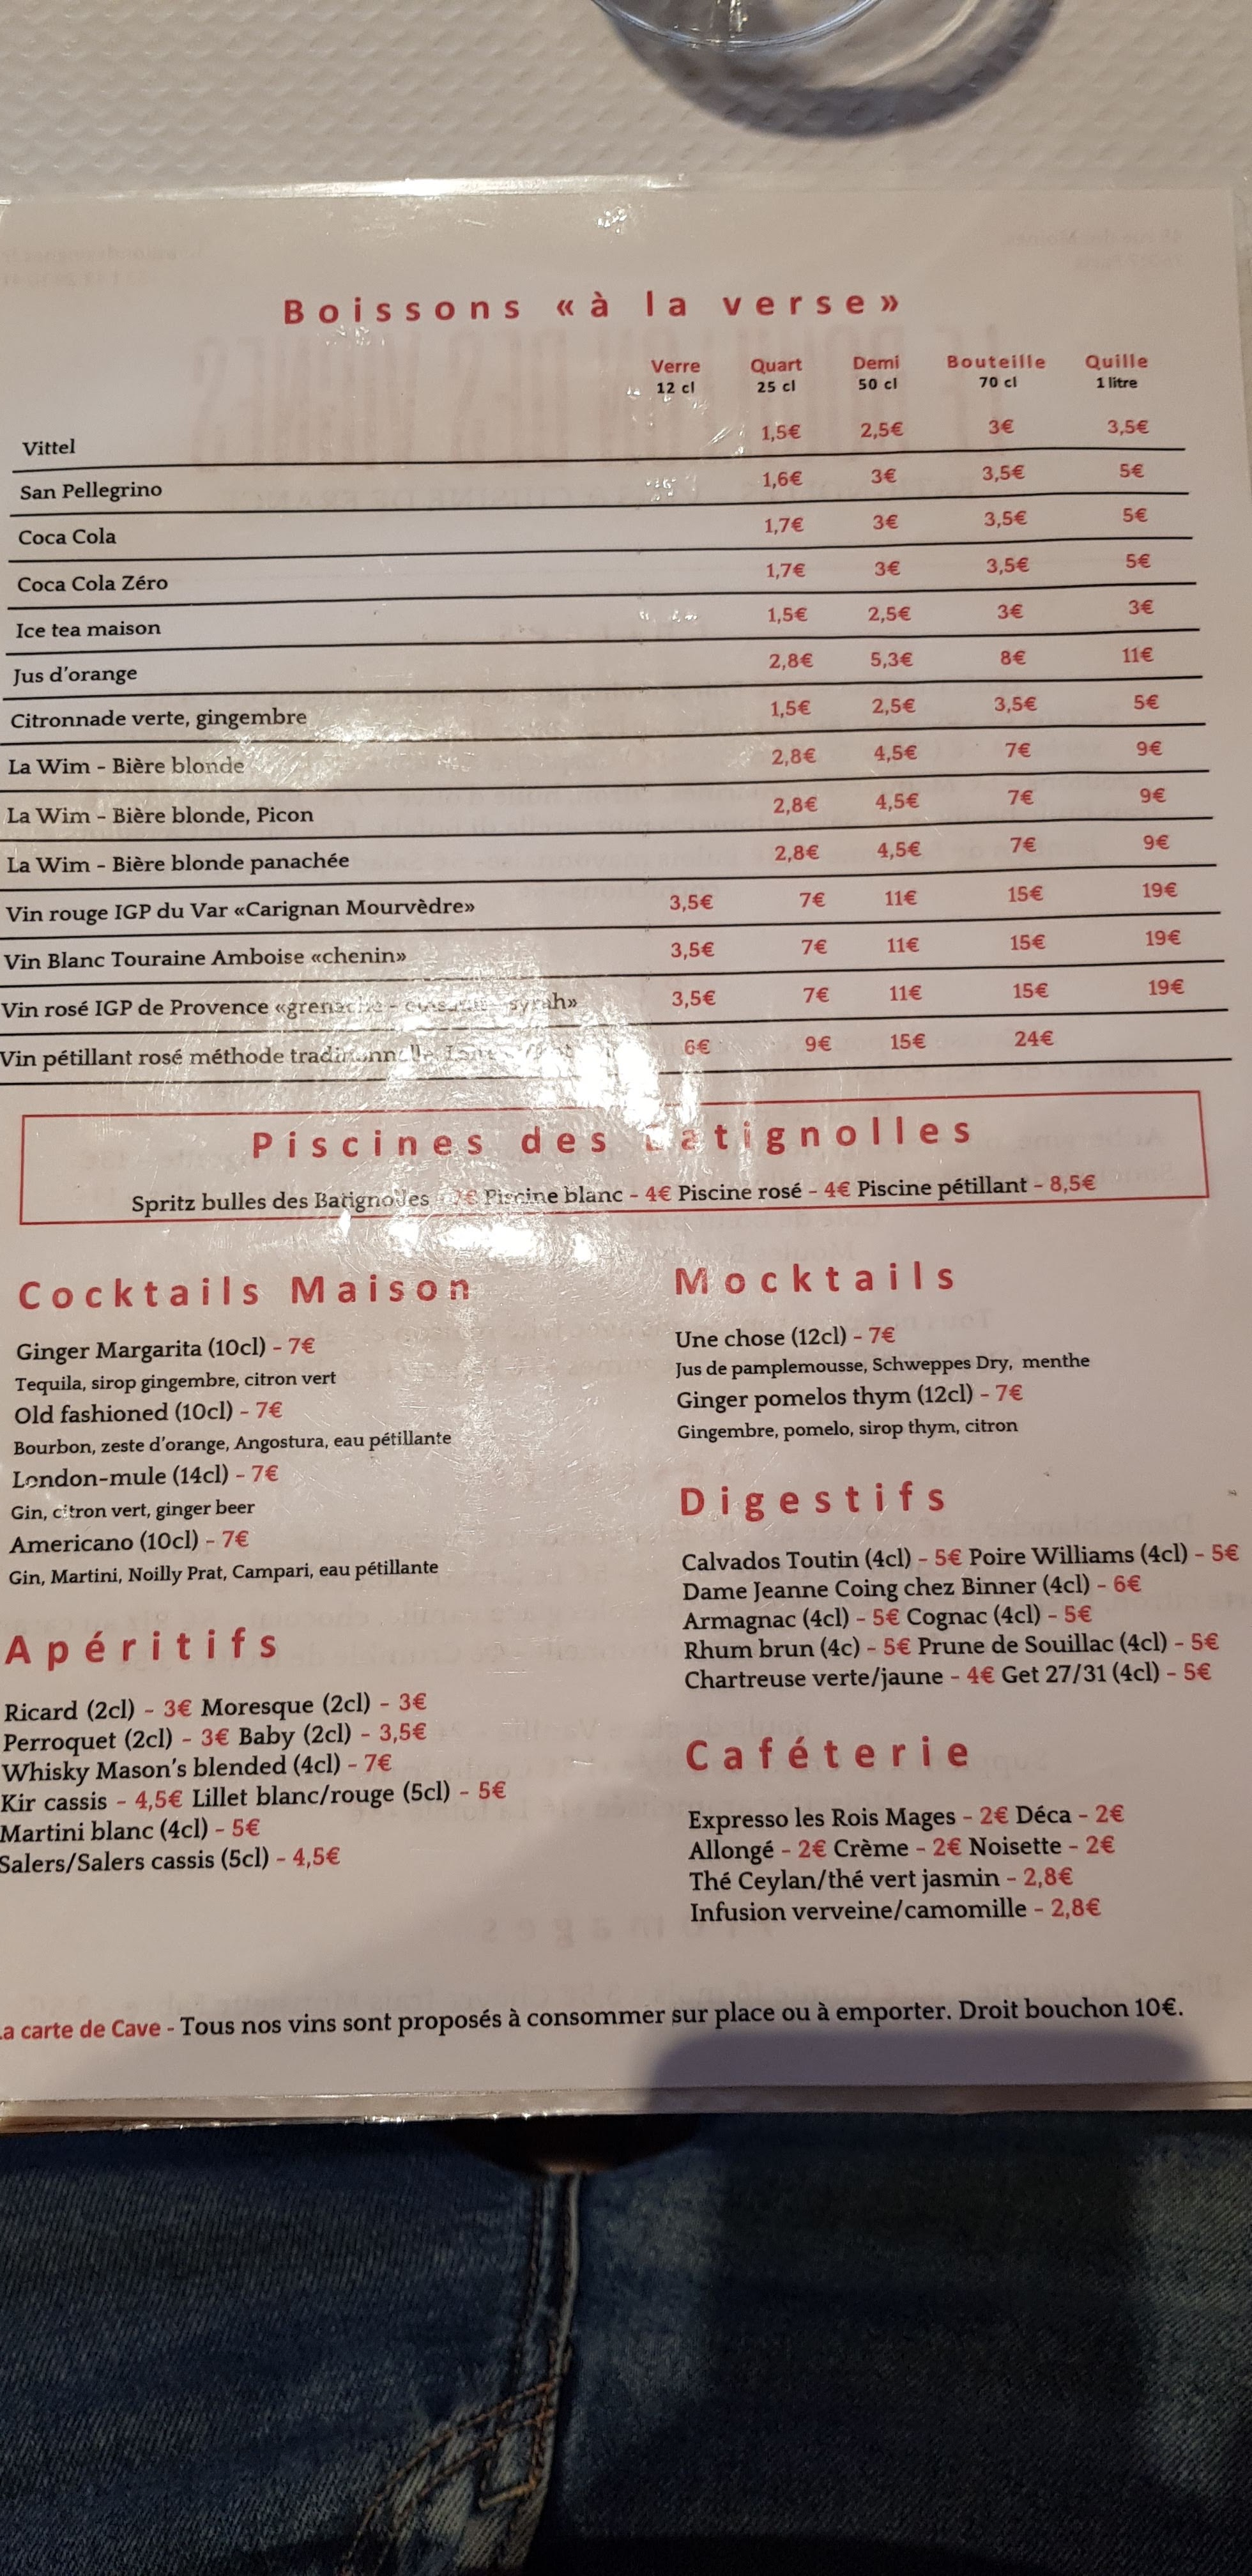 Boissons «à la verse»
Verre Quart Demi Bouteille Quille
12 cl 25 cl 50 cl 70 cl 1 litre
Vittel 1,5€ 2,5€ 3€ 3,5€
San Pellegrino 1,6€ 3€ 3,5€ 5€
Coca Cola 1,7€ 3€ 3,5€ 5€
Coca Cola Zéro 1,7€ 3€ 3,5€ 5€
Ice tea maison 1,5€ 2,5€ 3€ 3€
Jus d'orange 2,8€ 5,3€ 8€ 11€
Citronnade verte, gingembre 1,5€ 2,5€ 3,5€ 5€
La Wim - Bière blonde 2,8€ 4,5€ 7€ 9€
La Wim - Bière blonde, Picon 2,8€ 4,5€ 7€ 9€
La Wim - Bière blonde panachée 2,8€ 4,5€ 7€ 9€
Vin rouge IGP du Var «Carignan Mourvèdre» 3,5€ 7€ 11€ 15€ 19€
Vin Blanc Touraine Amboise «chenin» 3,5€ 7€ 11€ 15€ 19€
Vin rosé IGP de Provence «grenache - syrah» 3,5€ 7€ 11€ 15€ 19€
Vin pétillant rosé méthode 6€ 9€ 15€ 24€
Piscines des Batignolles
Spritz bulles des Batignolles 7€ Piscine blanc - 4€ Piscine rosé - 4€ Piscine pétillant - 8,5€
Cocktails Maison
Ginger Margarita (10cl) - 7€
Tequila, sirop gingembre, citron vert
Old fashioned (10cl) - 7€
Bourbon, zeste d'orange, Angostura, eau pétillante
London-mule (14cl) - 7€
Gin, citron vert, ginger beer
Americano (10cl) - 7€
Gin, Martini, Noilly Prat, Campari, eau pétillante
Apéritifs
Ricard (2cl) - 3€ Moresque (2cl) - 3€
Perroquet (2cl) - 3€ Baby (2cl) - 3,5€
Whisky Mason's blended (4cl) - 7€
Kir cassis - 4,5€ Lillet blanc/rouge (5cl) - 5€
Martini blanc (4cl) - 5€
Salers/Salers cassis (5cl) - 4,5€
Mocktails
Une chose (12cl) - 7€
Jus de pamplemousse, Schweppes Dry, menthe
Ginger pomelos thym (12cl) - 7€
Gingembre, pomelo, sirop thym, citron
Digestifs
Calvados Toutin (4cl) - 5€ Poire Williams (4cl) - 5€
Dame Jeanne Coing chez Binner (4cl) - 6€
Armagnac (4cl) - 5€ Cognac (4cl) - 5€
Rhum brun (4c) - 5€ Prune de Souillac (4cl) - 5€
Chartreuse verte/jaune - 4€ Get 27/31 (4cl) - 5€
Caféterie
Expresso les Rois Mages - 2€ Déca - 2€
Allongé - 2€ Crème - 2€ Noisette - 2€
Thé Ceylan/thé vert jasmin - 2,8€
Infusion verveine/camomille - 2,8€
La carte de Cave - Tous nos vins sont proposés à consommer sur place ou à emporter. Droit bouchon 10€.